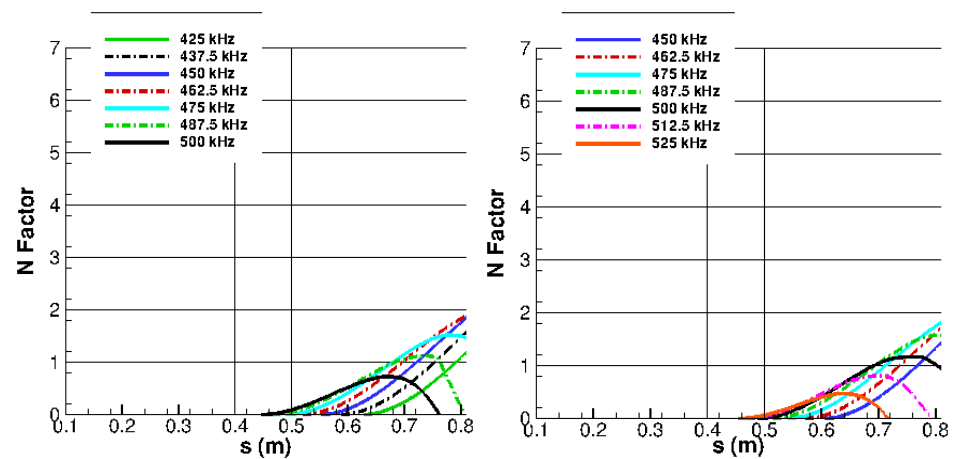 425 kHz
437.5 kHz
450 kHz
462.5 kHz
475 kHz
487.5 kHz
500 kHz
7
6
5
4
3
2
1
0
N Factor
0.1 0.2 0.3 0.4 0.5 0.6 0.7 0.8
s (m)
450 kHz
462.5 kHz
475 kHz
487.5 kHz
500 kHz
512.5 kHz
525 kHz
7
6
5
4
3
2
1
0
N Factor
0.1 0.2 0.3 0.4 0.5 0.6 0.7 0.8
s (m)